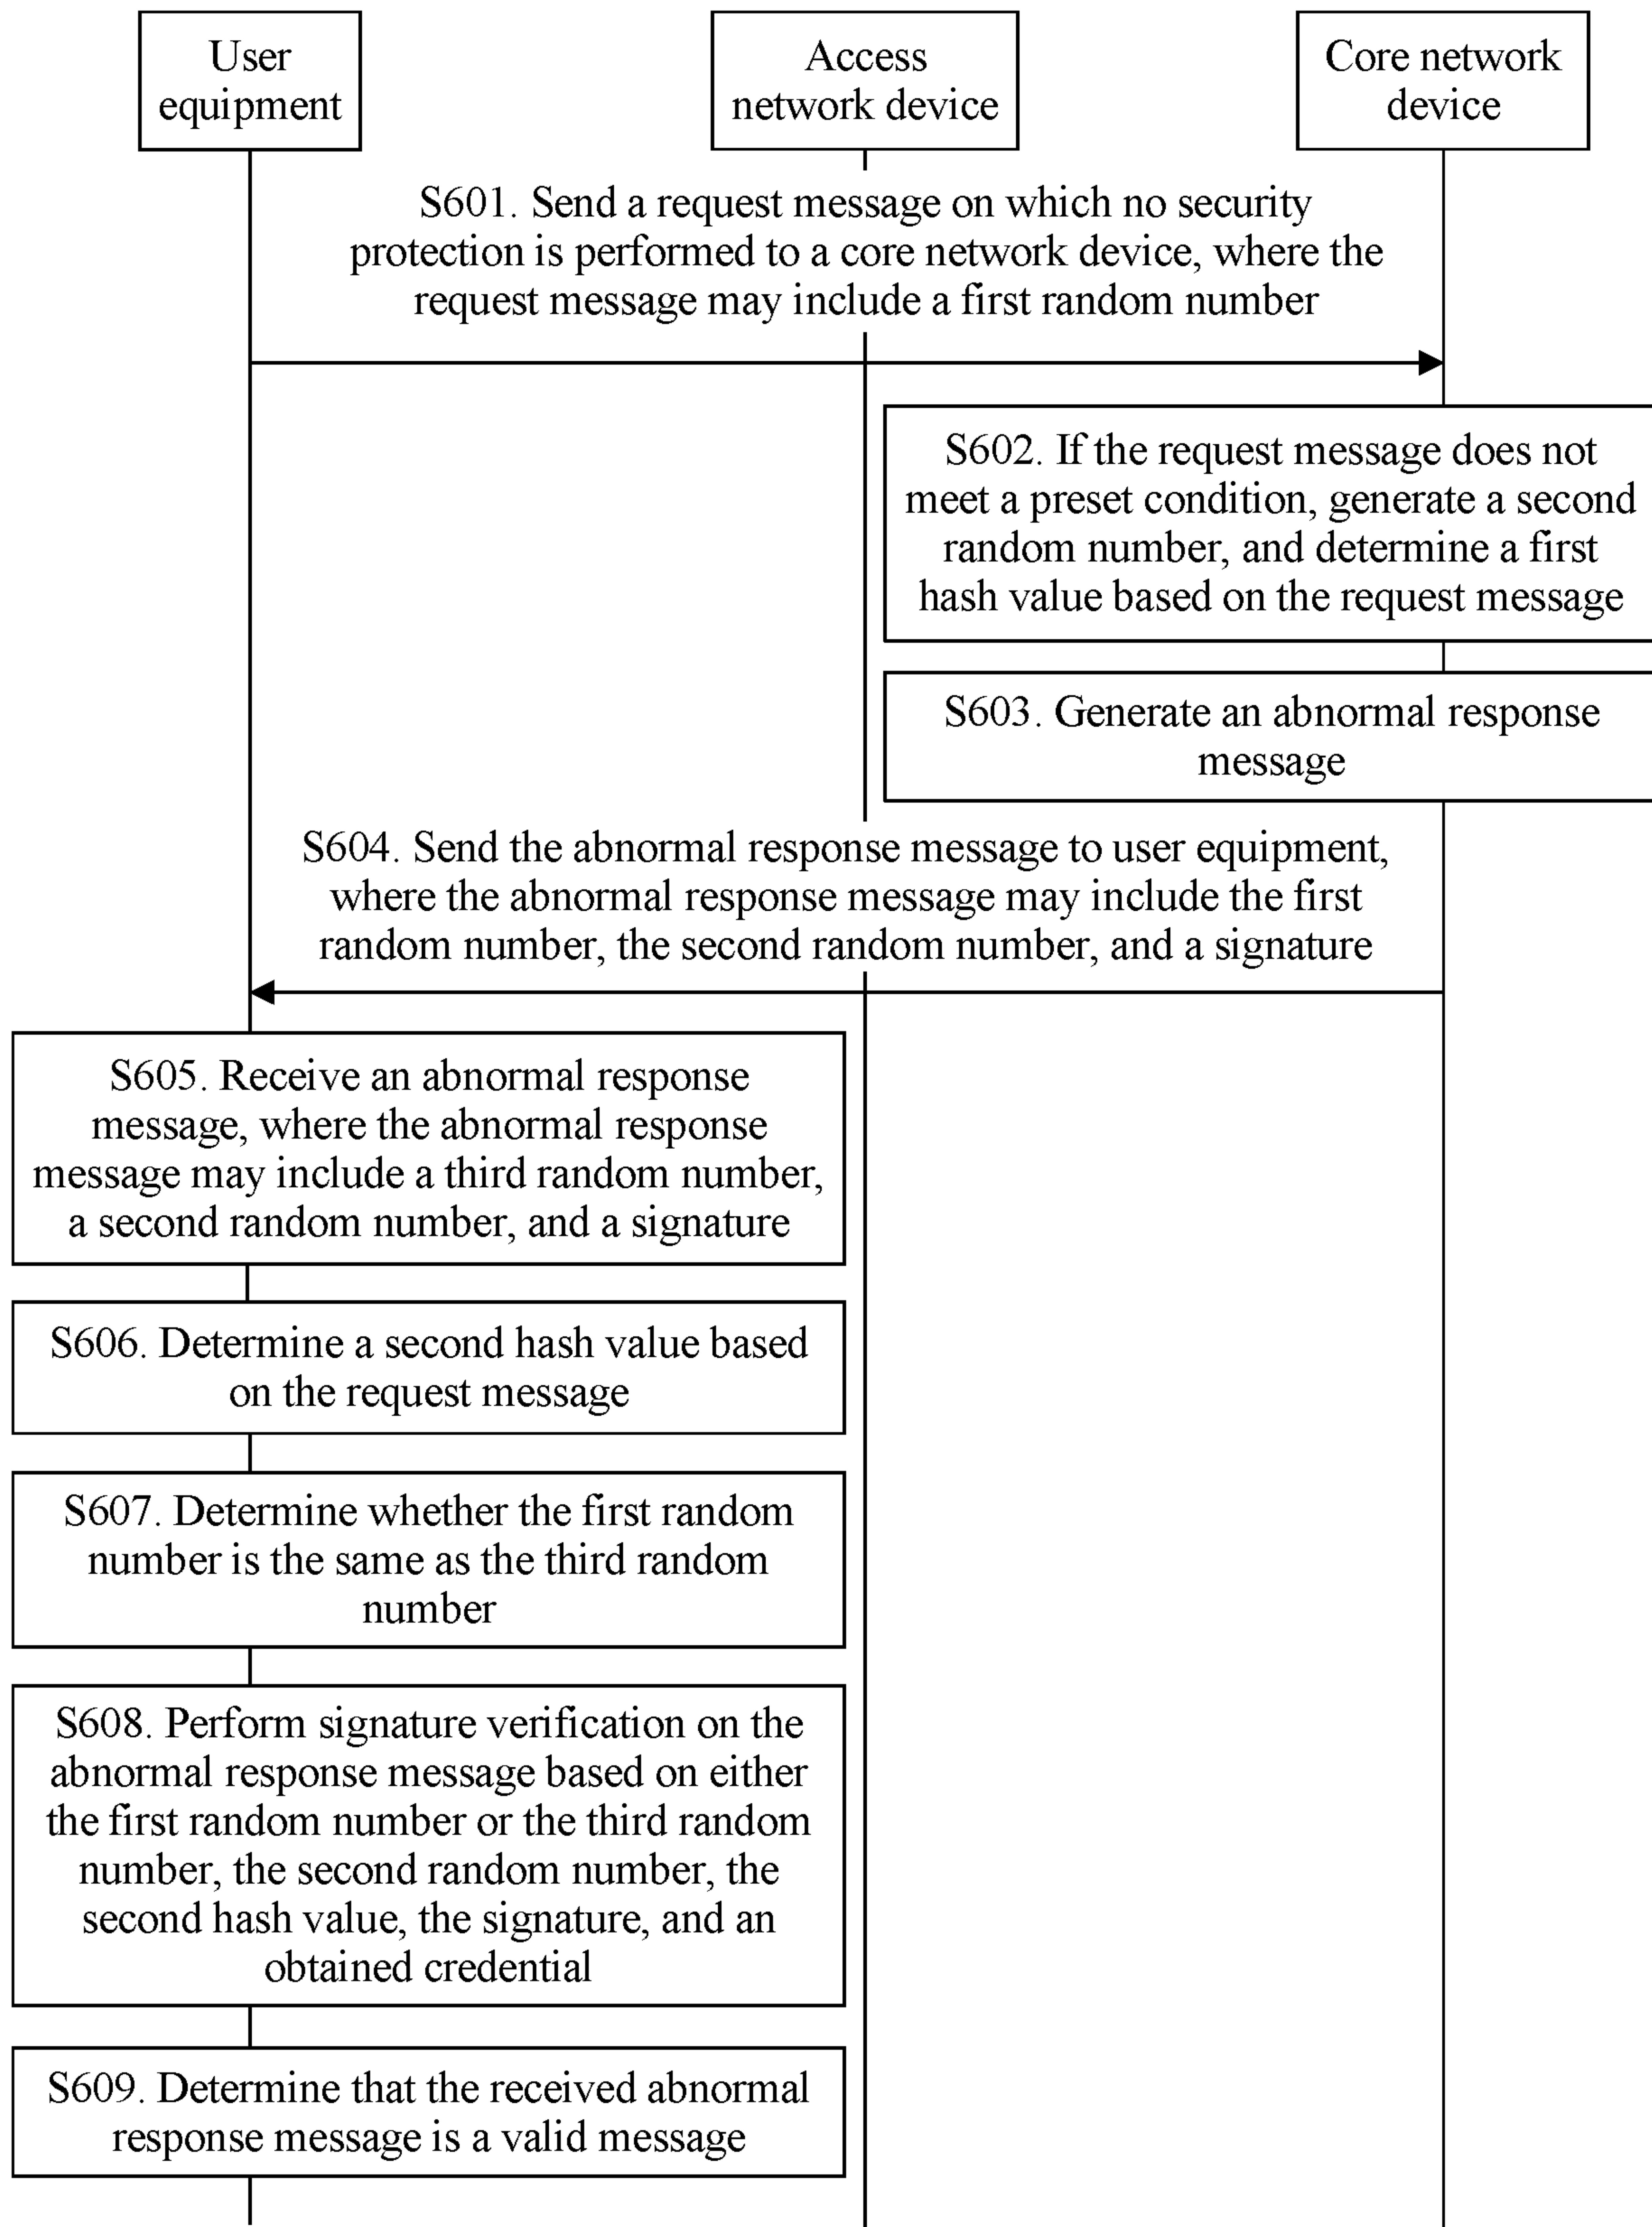 User
equipment
Access
network device
Core network
device
S601. Send a request message on which no security
protection is performed to a core network device, where the
request message may include a first random number
S602. If the request message does not
meet a preset condition, generate a second
random number, and determine a first
hash value based on the request message
S603. Generate an abnormal response
message
S604. Send the abnormal response message to user equipment,
where the abnormal response message may include the first
random number, the second random number, and a signature
S605. Receive an abnormal response
message, where the abnormal response
message may include a third random number,
a second random number, and a signature
S606. Determine a second hash value based
on the request message
S607. Determine whether the first random
number is the same as the third random
number
S608. Perform signature verification on the
abnormal response message based on either
the first random number or the third random
number, the second random number, the
second hash value, the signature, and an
obtained credential
S609. Determine that the received abnormal
response message is a valid message